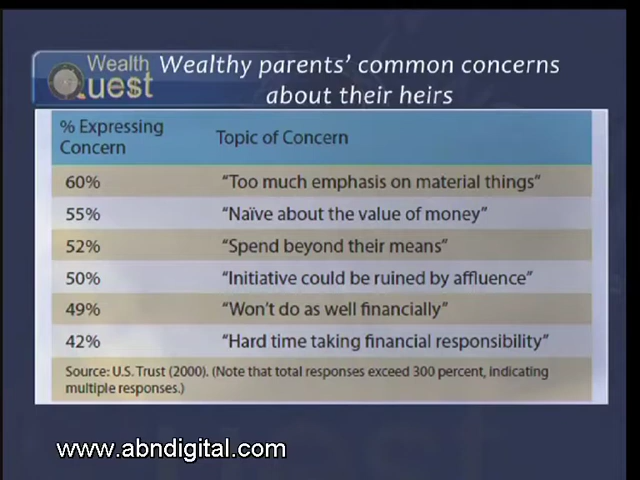 Wealth
Que$t
Wealthy parents' common concerns
about their heirs
% Expressing
Concern
Topic of Concern
60% "Too much emphasis on material things"
55% "Naïve about the value of money"
52% "Spend beyond their means"
50% "Initiative could be ruined by affluence"
49% "Won't do as well financially"
42% "Hard time taking financial responsibility"
Source: U.S. Trust (2000). (Note that total responses exceed 300 percent, indicating
multiple responses.)
www.abndigital.com